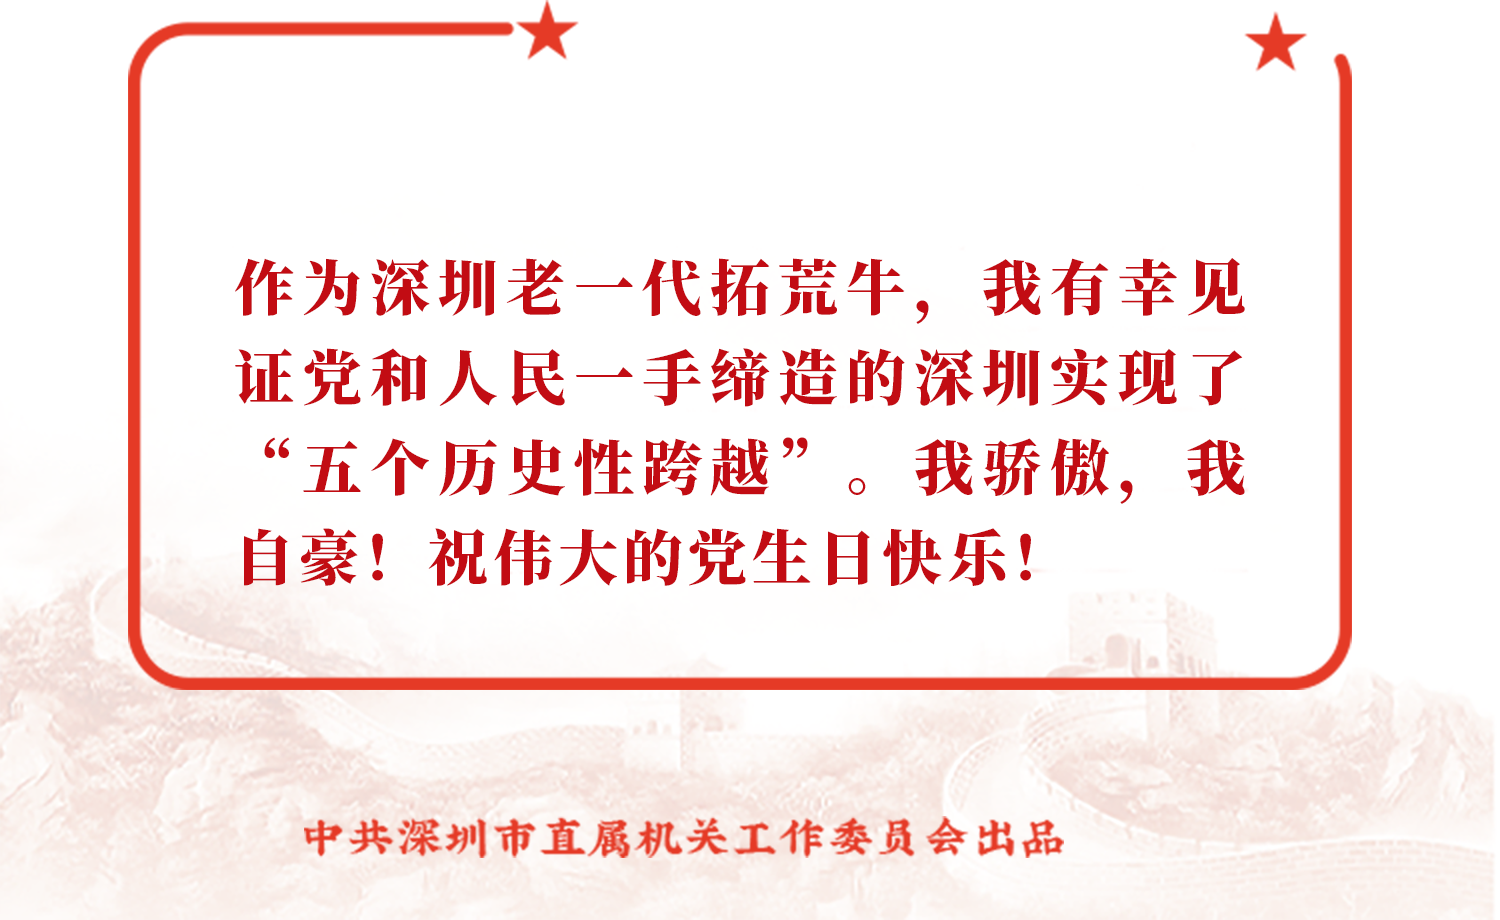 作为深圳老一代拓荒牛，我有幸见
证党和人民一手缔造的深圳实现了
“五个历史性跨越”。我骄傲，我
自豪！祝伟大的党生日快乐！
中共深圳市直属机关工作委员会出品